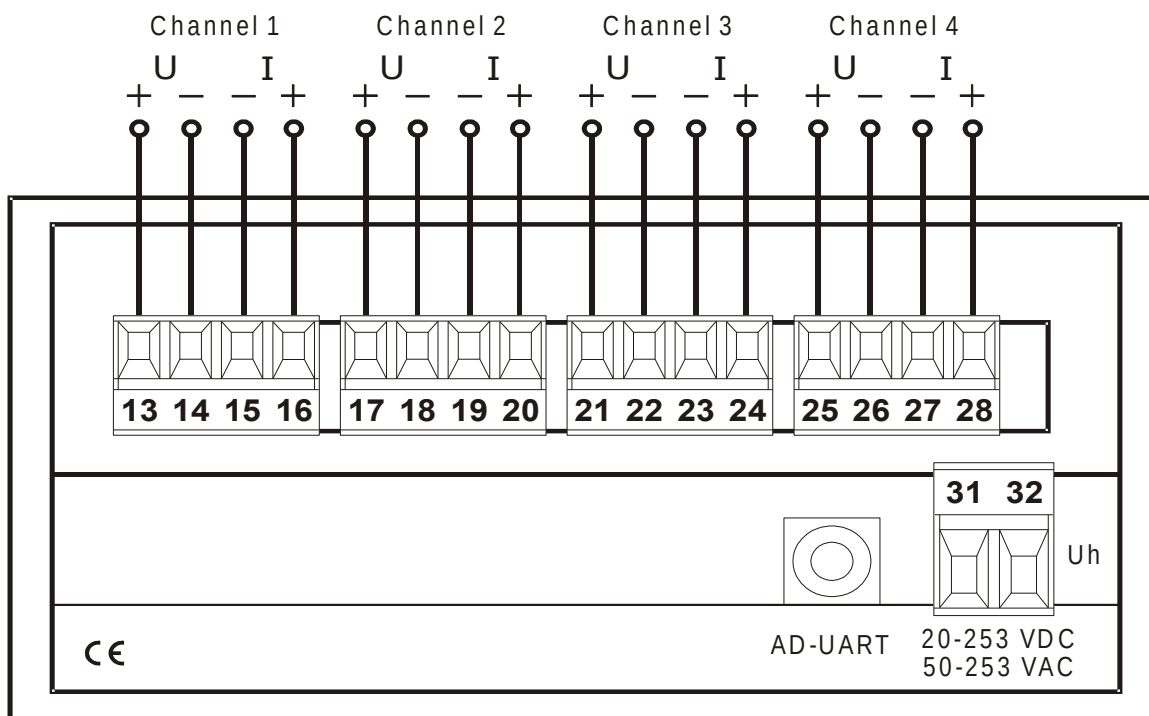 Channel 1 Channel 2 Channel 3 Channel 4
U I U I U I U I
+ − − + + − − + + − − + + − − +
13 14 15 16 17 18 19 20 21 22 23 24 25 26 27 28
31 32
Uh
CE AD-UART 20-253 VDC
50-253 VAC